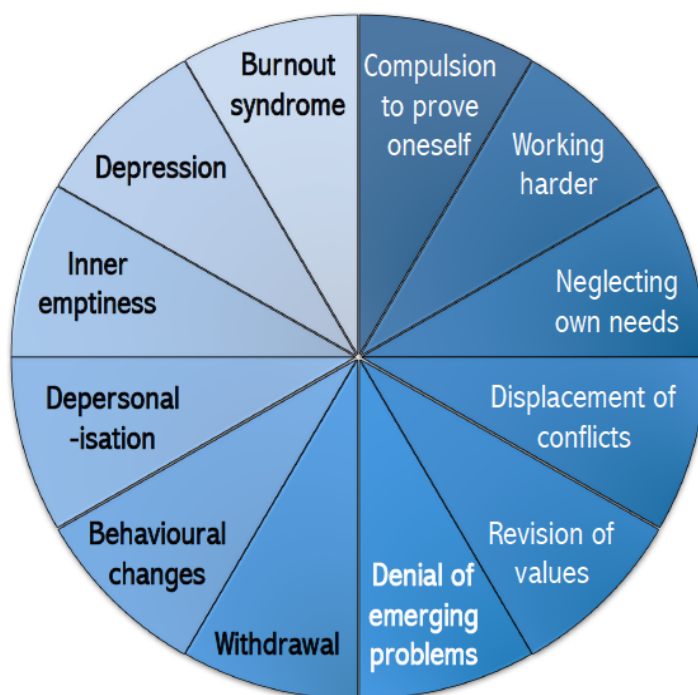 Compulsion
to prove
oneself
Working
harder
Neglecting
own needs
Displacement of
conflicts
Revision of
values
Denial of
emerging
problems
Withdrawal
Behavioural
changes
Depersonal
-isation
Inner
emptiness
Depression
Burnout
syndrome